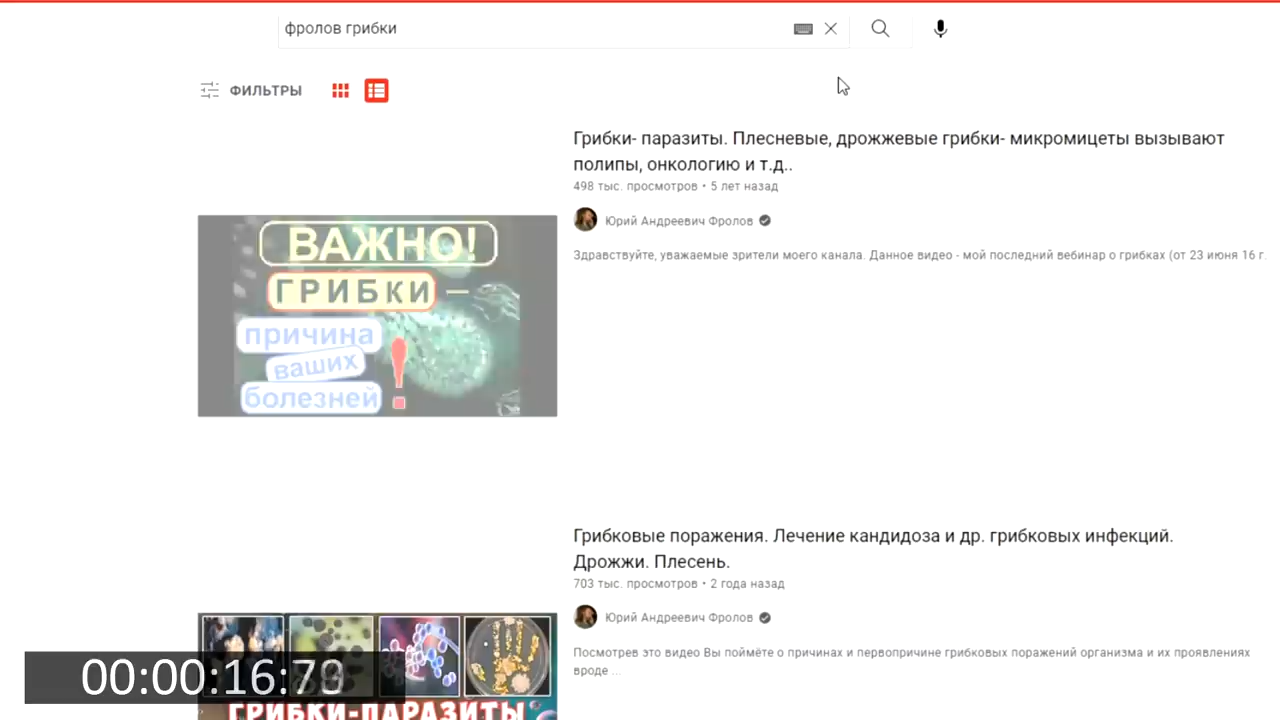 фролов грибки
ФИЛЬТРЫ
Грибки- паразиты. Плесневые, дрожжевые грибки- микромицеты вызывают
полипы, онкологию и т.д..
498 тыс. просмотров • 5 лет назад
Юрий Андреевич Фролов
Здравствуйте, уважаемые зрители моего канала. Данное видео - мой последний вебинар о грибках (от 23 июня 16 г.
ВАЖНО!
ГРИБКИ —
причина
ваших
болезней !
Грибковые поражения. Лечение кандидоза и др. грибковых инфекций.
Дрожжи. Плесень.
703 тыс. просмотров • 2 года назад
Юрий Андреевич Фролов
Посмотрев это видео Вы поймёте о причинах и первопричине грибковых поражений организма и их проявлениях
вроде ...
ГРИБКИ-ПАРАЗИТЫ